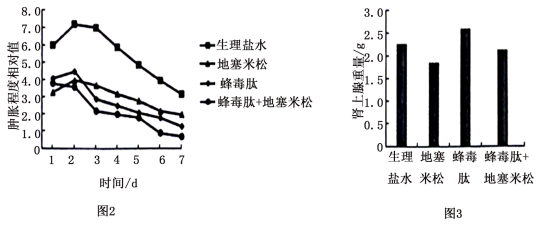 肿胀程度相对值
8.0
7.0
6.0
5.0
4.0
3.0
2.0
1.0
0
1 2 3 4 5 6 7
时间/d
生理盐水
地塞米松
蜂毒肽
蜂毒肽+地塞米松
图2
肾上腺重量/g
3.0
2.5
2.0
1.5
1.0
0.5
0.0
生理 地塞 蜂毒 蜂毒肽+
盐水 米松 肽 地塞米松
图3